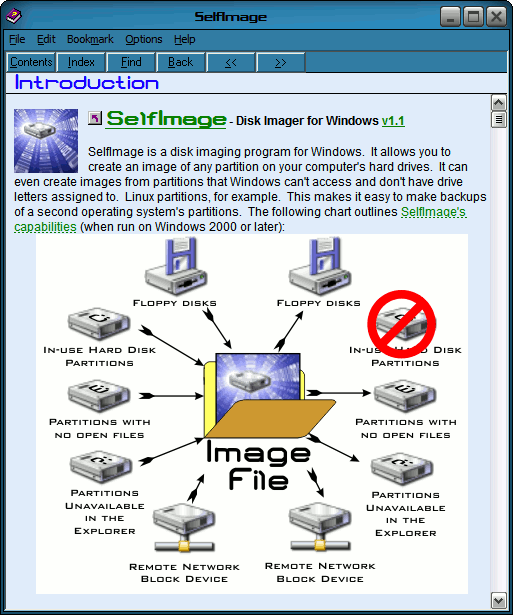 SelfImage
File Edit Bookmark Options Help
Contents Index Find Back << >>
Introduction
SelfImage - Disk Imager for Windows v1.1
SelfImage is a disk imaging program for Windows. It allows you to
create an image of any partition on your computer's hard drives. It can
even create images from partitions that Windows can't access and don't have drive
letters assigned to. Linux partitions, for example. This makes it easy to make backups
of a second operating system's partitions. The following chart outlines SelfImage's
capabilities (when run on Windows 2000 or later):
Floppy disks
Floppy disks
In-use Hard Disk
Partitions
In-use Hard Disk
Partitions
Partitions with
no open files
Partitions with
no open files
Image
File
Partitions
Unavailable
in the
Explorer
Partitions
Unavailable
in the
Explorer
Remote Network
Block Device
Remote Network
Block Device